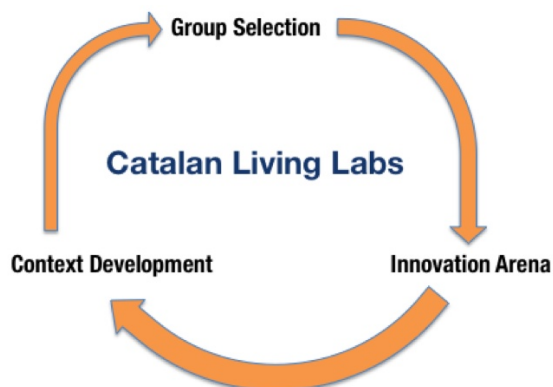 Group Selection
Catalan Living Labs
Context Development
Innovation Arena